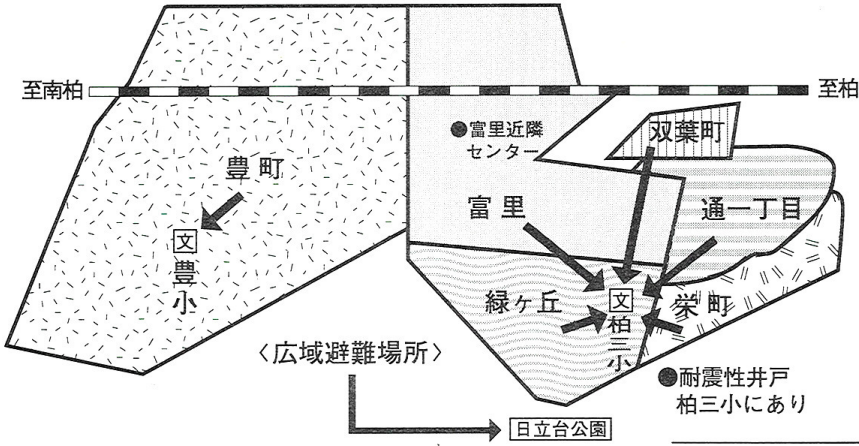 至南柏
至柏
●富里近隣
センター
双葉町
豊町
富里
通一丁目
文
豊小
緑ヶ丘
文
柏三小
栄町
〈広域避難場所〉
●耐震性井戸
柏三小にあり
日立台公園